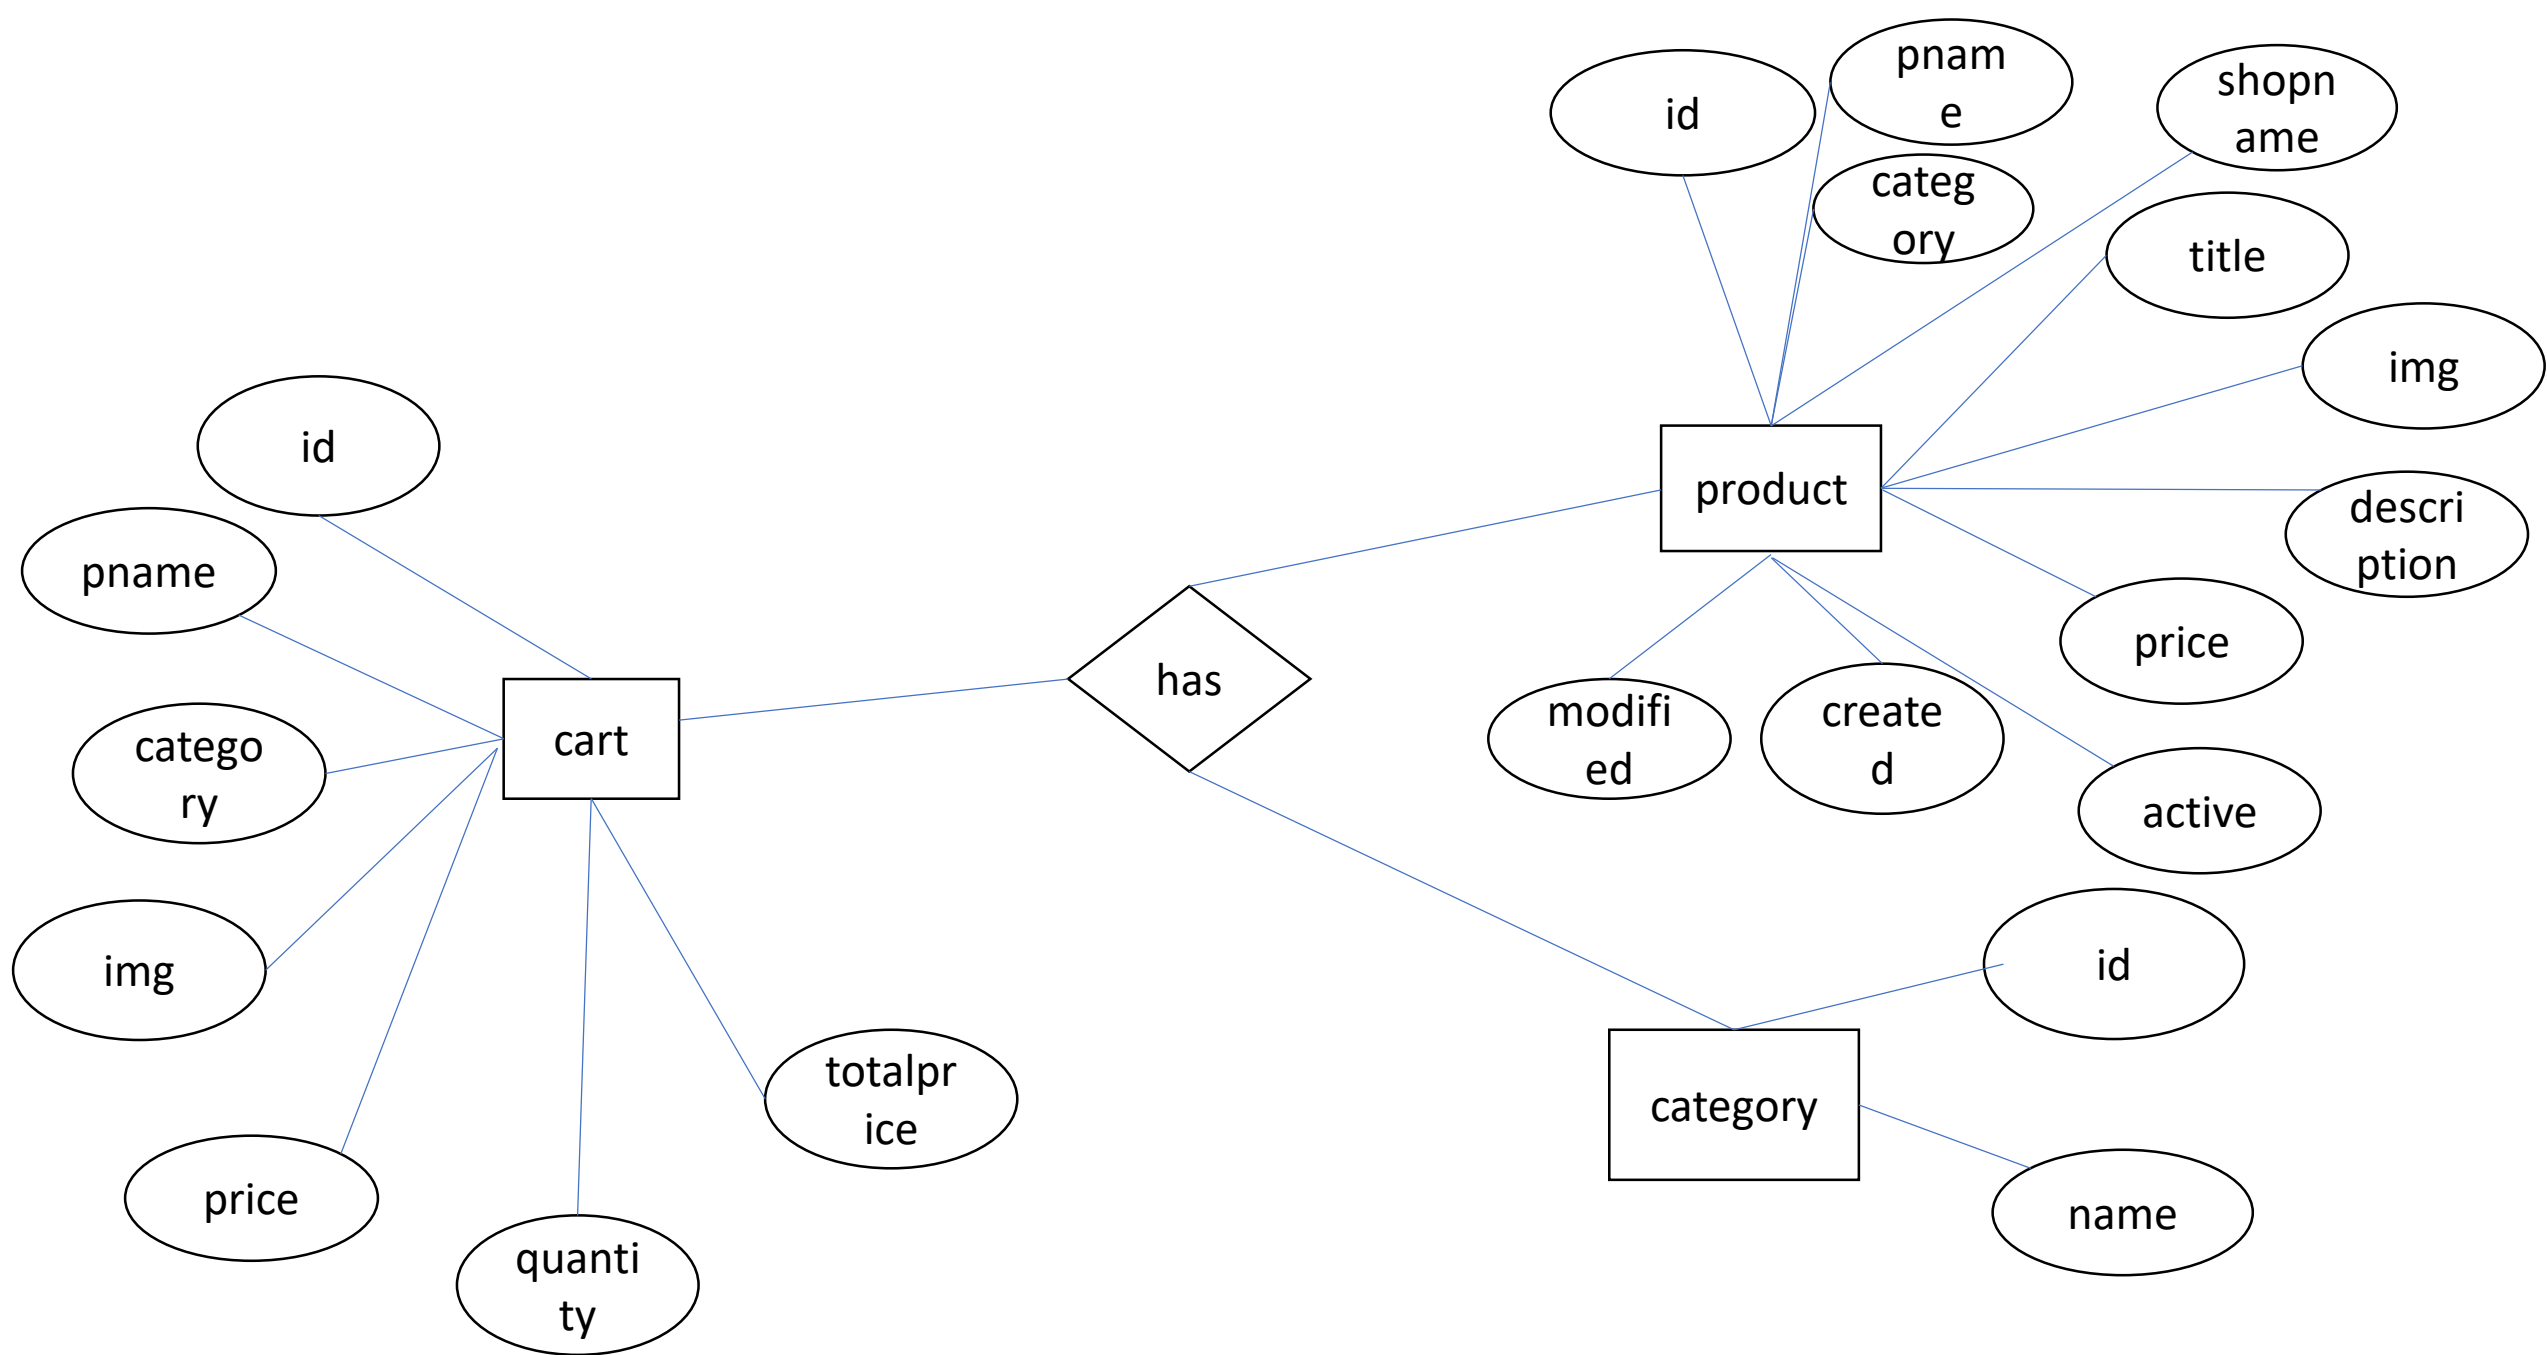 pnam
e
shopn
ame
id
categ
ory
title
img
id
product
descri
ption
pname
price
has
modifi
ed
create
d
catego
ry
cart
active
img
id
totalpr
ice
category
price
name
quanti
ty